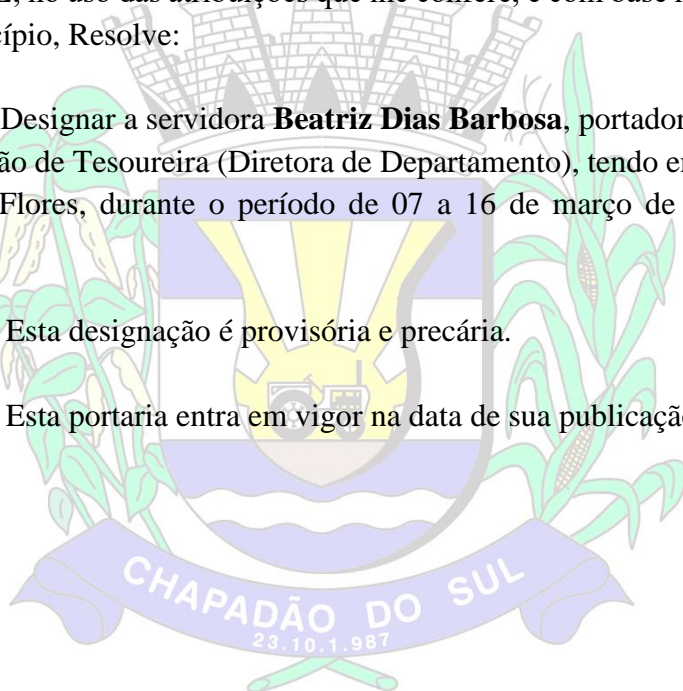 no uso das atribuições que me confere, e com base
cípio, Resolve:
Designar a servidora Beatriz Dias Barbosa, portador
ão de Tesoureira (Diretora de Departamento), tendo e
Flores, durante o período de 07 a 16 de março de
Esta designação é provisória e precária.
Esta portaria entra em vigor na data de sua publicação
CHAPADÃO DO SUL
23.10.1.987